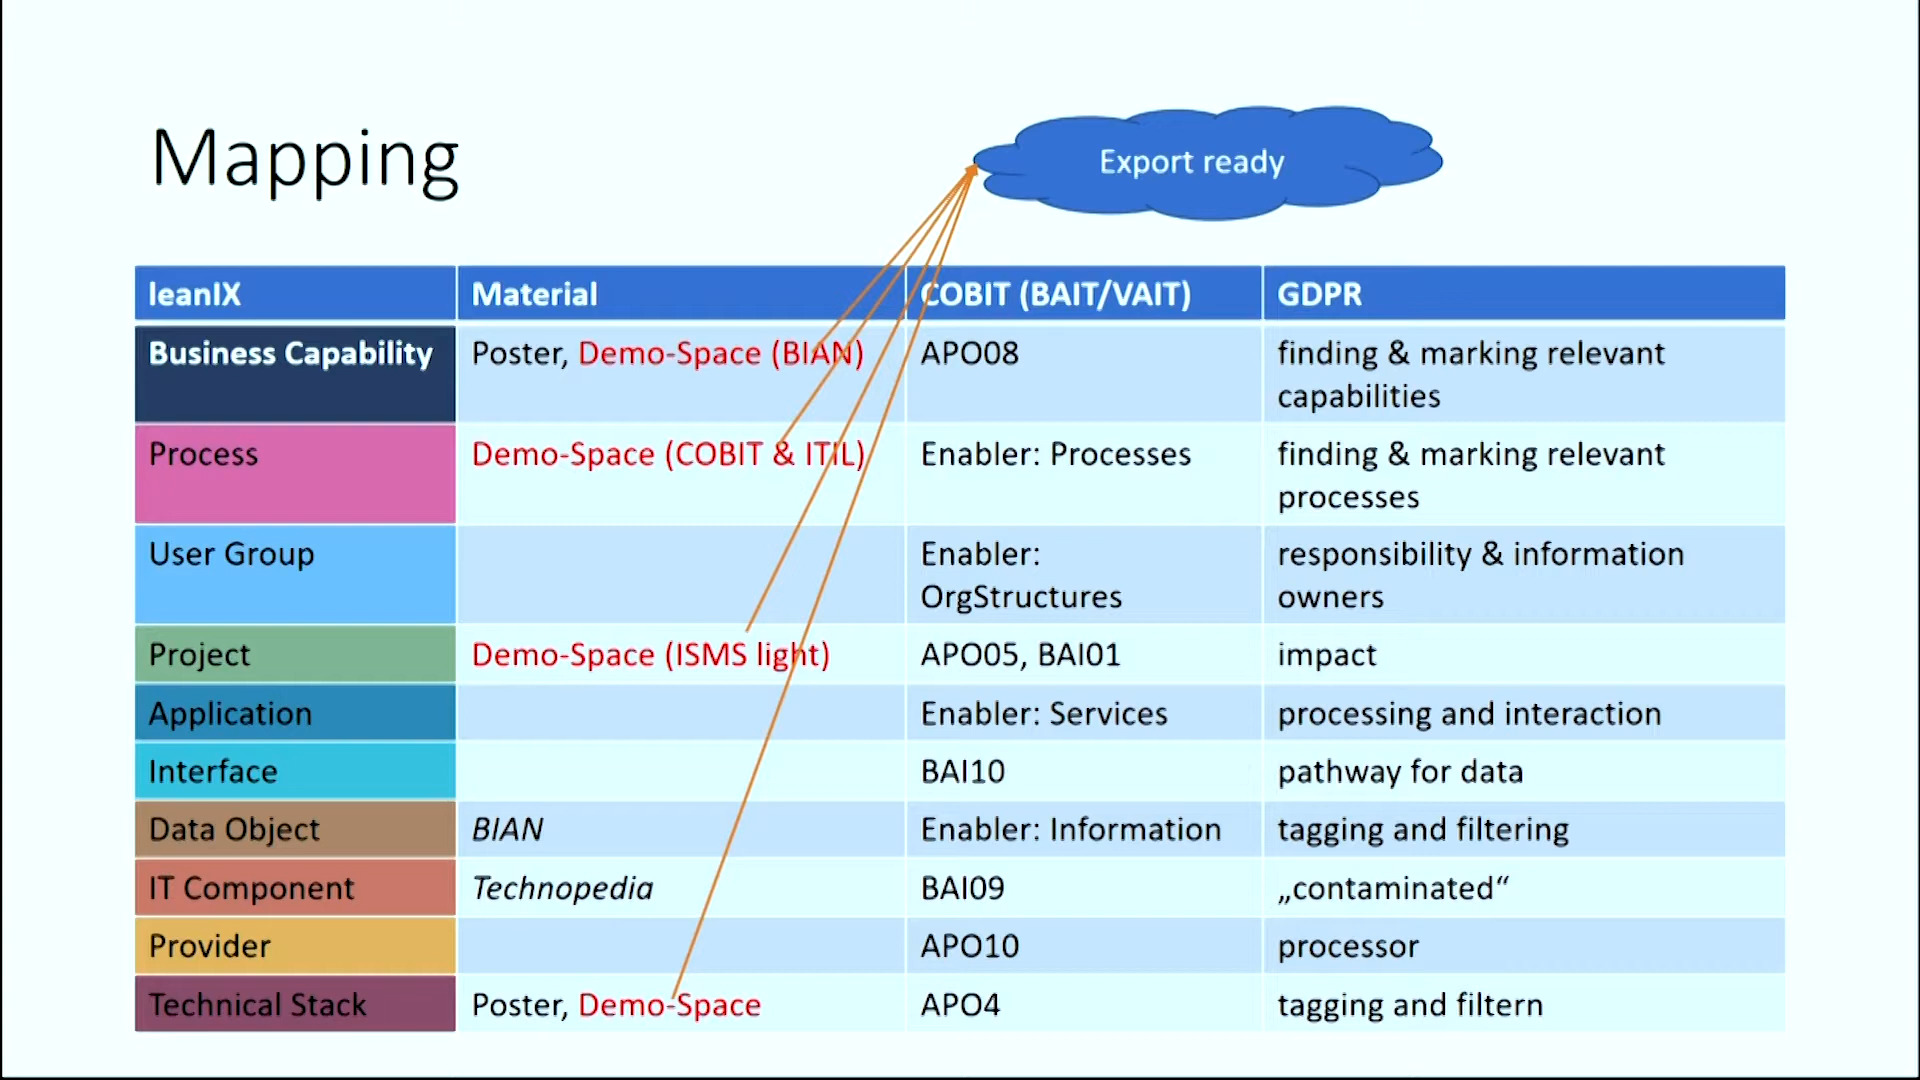 Mapping
Export ready
leanIX Material COBIT (BAIT/VAIT) GDPR
Business Capability Poster, Demo-Space (BIAN) APO08 finding & marking relevant
capabilities
Process Demo-Space (COBIT & ITIL) Enabler: Processes finding & marking relevant
processes
User Group Enabler: responsibility & information
OrgStructures owners
Project Demo-Space (ISMS light) APO05, BAI01 impact
Application Enabler: Services processing and interaction
Interface BAI10 pathway for data
Data Object BIAN Enabler: Information tagging and filtering
IT Component Technopedia BAI09 „contaminated“
Provider APO10 processor
Technical Stack Poster, Demo-Space APO4 tagging and filtern